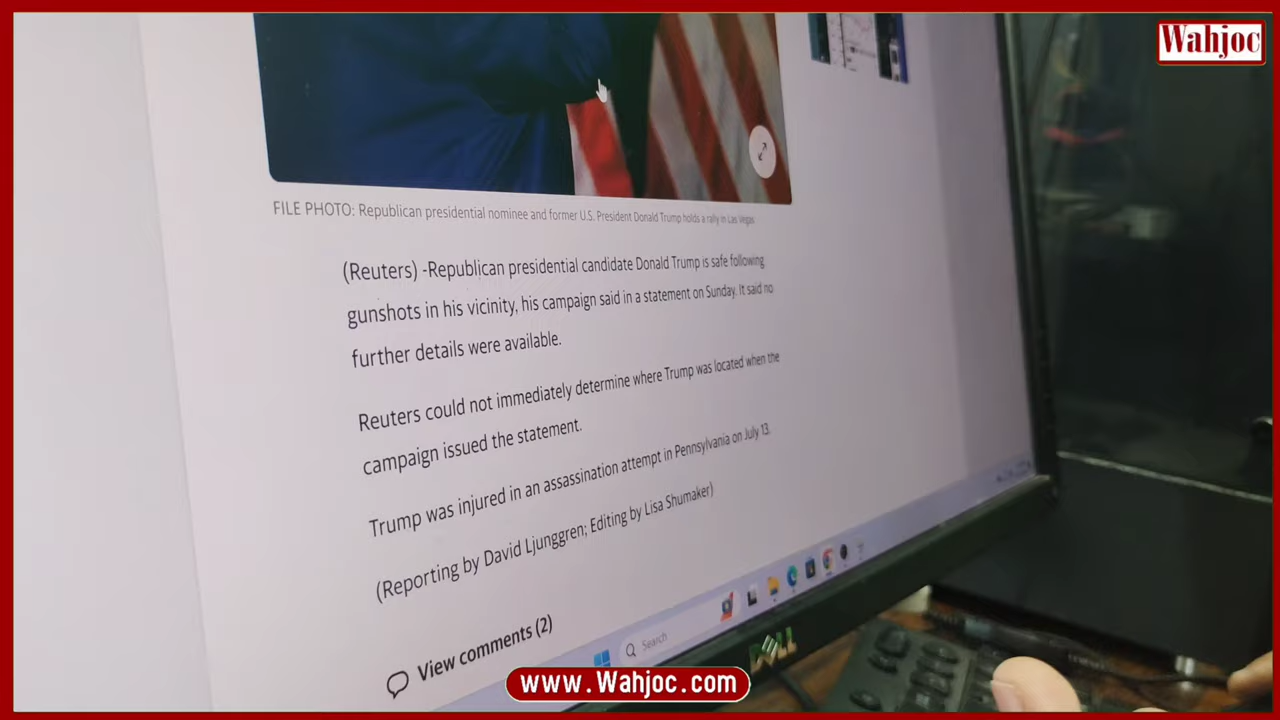 Wahjoc
FILE PHOTO: Republican presidential nominee and former U.S. President Donald Trump holds a rally in Las Vegas
(Reuters) -Republican presidential candidate Donald Trump is safe following
gunshots in his vicinity, his campaign said in a statement on Sunday. It said no
further details were available.
Reuters could not immediately determine where Trump was located when the
campaign issued the statement.
Trump was injured in an assassination attempt in Pennsylvania on July 13.
(Reporting by David Ljunggren; Editing by Lisa Shumaker)
View comments (2)
Search
DELL
www.Wahjoc.com